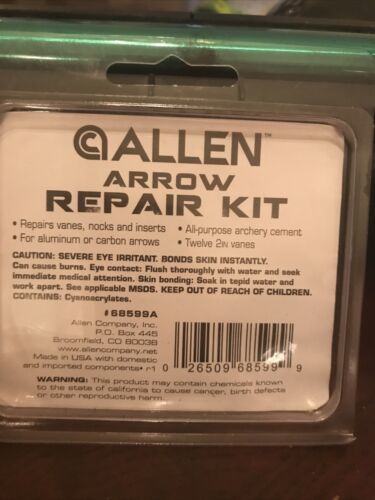 ALLEN™
ARROW
REPAIR KIT
• Repairs vanes, nocks and inserts • All-purpose archery cement
• For aluminum or carbon arrows • Twelve 2IN vanes
CAUTION: SEVERE EYE IRRITANT. BONDS SKIN INSTANTLY.
Can cause burns. Eye contact: Flush thoroughly with water and seek
immediate medical attention. Skin bonding: Soak in tepid water and
work apart. See applicable MSDS. KEEP OUT OF REACH OF CHILDREN.
CONTAINS: Cyanoacrylates.
#68599A
Allen Company, Inc.
P.O. Box 445
Broomfield, CO 80038
www.allencompany.net
Made in USA with domestic
and imported components• r1
0 26509 68599 9
WARNING: This product may contain chemicals known
to the state of california to cause cancer, birth defects
or other reproductive harm.